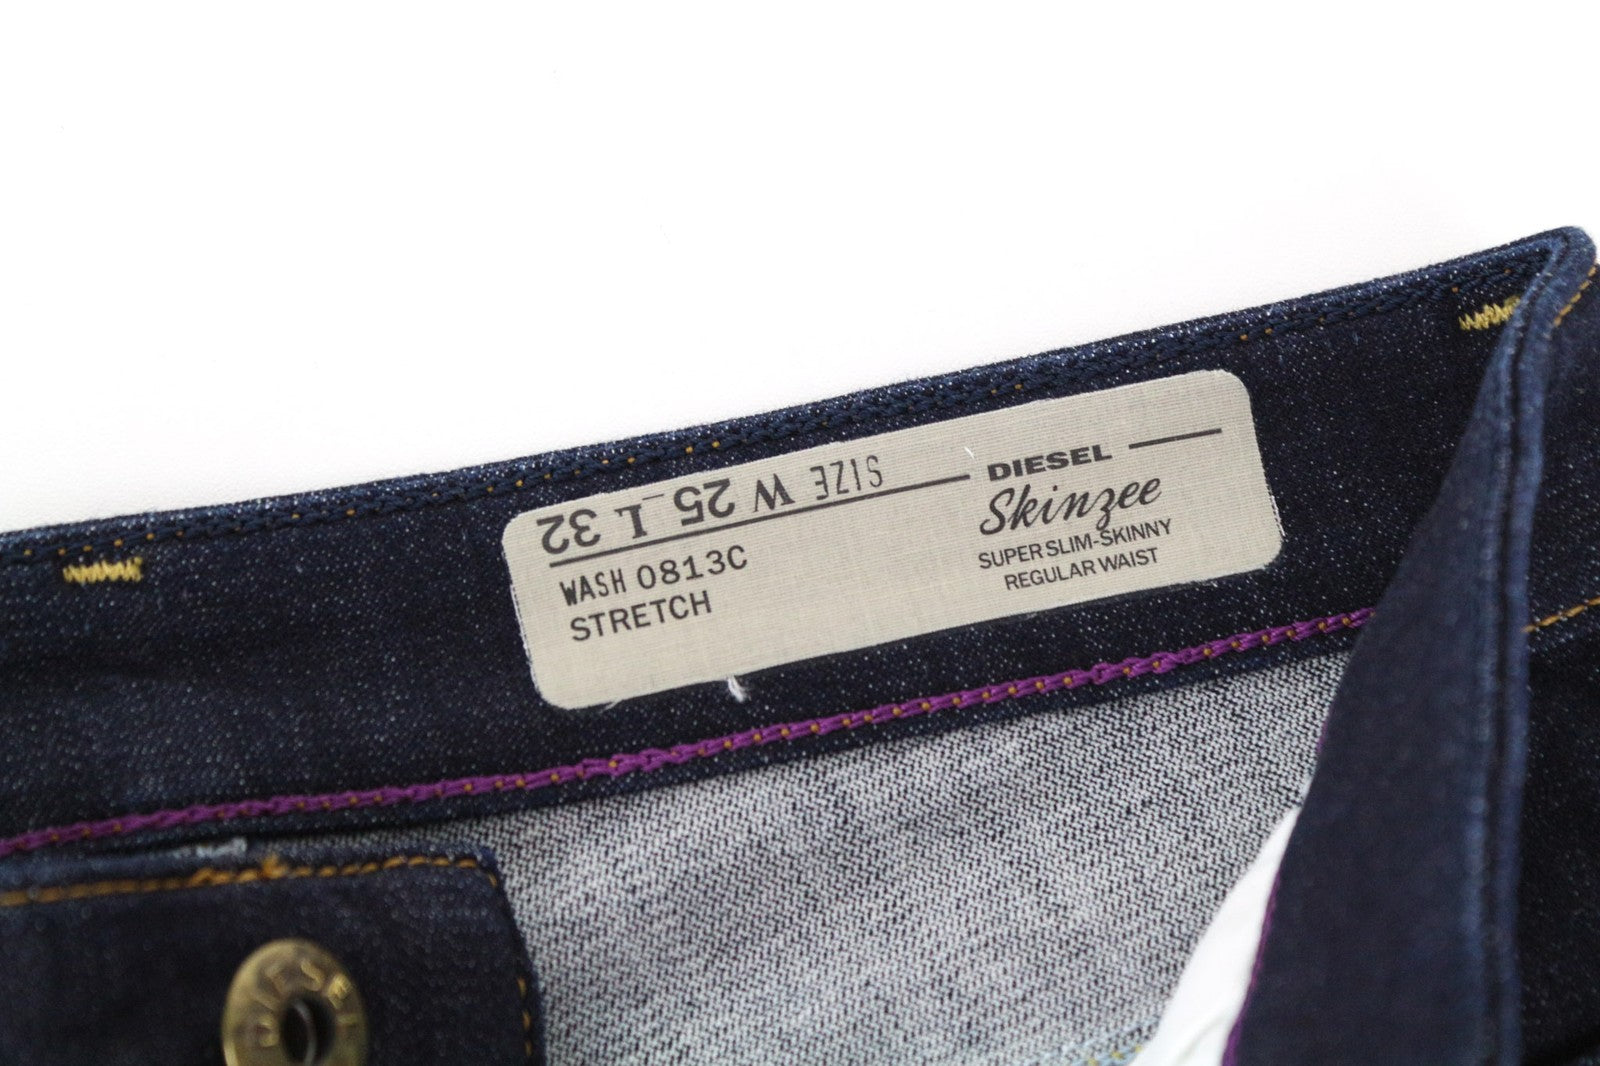 SIZE W 25 L 32
WASH 0813C
STRETCH
DIESEL
Skinzee
SUPER SLIM-SKINNY
REGULAR WAIST
DIESEL